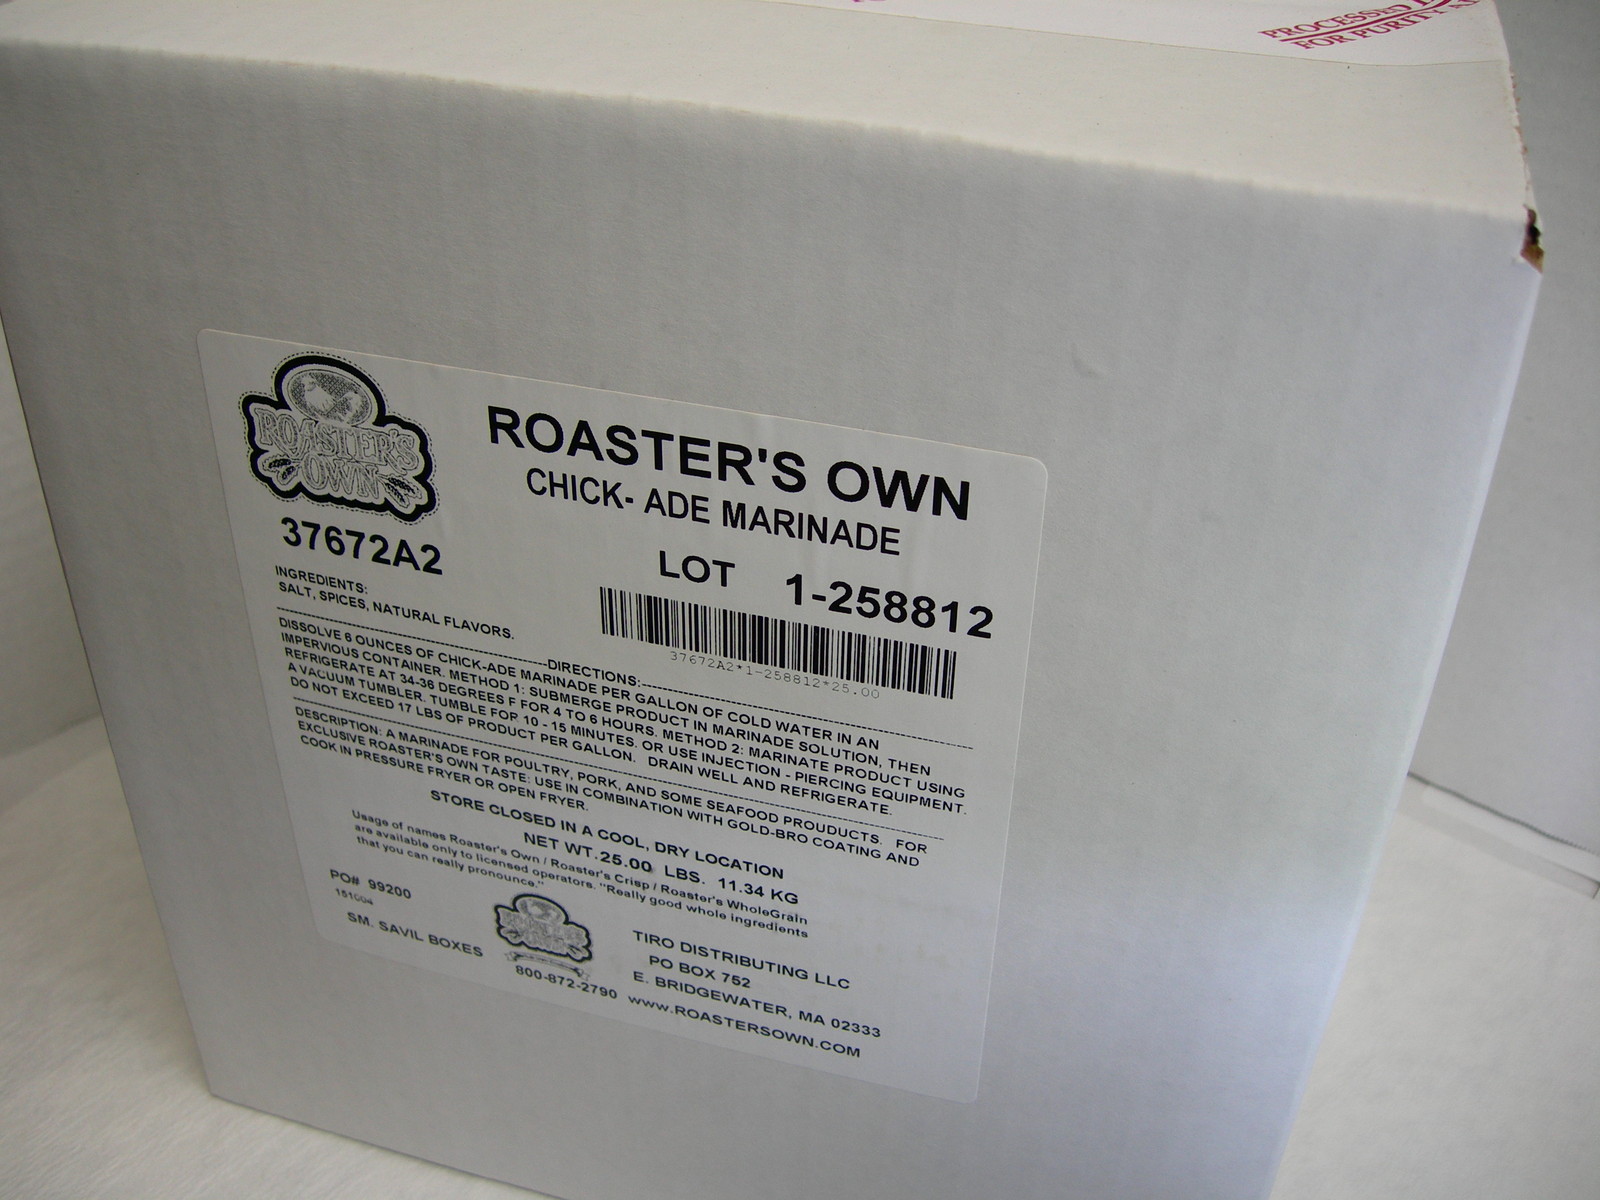 PROCESSED
FOR PURITY
ROASTER'S
OWN
ROASTER'S OWN
CHICK- ADE MARINADE
37672A2
LOT 1-258812
37672A2*1-258812*25.00
INGREDIENTS:
SALT, SPICES, NATURAL FLAVORS.
----------------------------------------DIRECTIONS:----------------------------------------
DISSOLVE 6 OUNCES OF CHICK-ADE MARINADE PER GALLON OF COLD WATER IN AN
IMPERVIOUS CONTAINER. METHOD 1: SUBMERGE PRODUCT IN MARINADE SOLUTION, THEN
REFRIGERATE AT 34-36 DEGREES F FOR 4 TO 6 HOURS. METHOD 2: MARINATE PRODUCT USING
A VACUUM TUMBLER. TUMBLE FOR 10 - 15 MINUTES. OR USE INJECTION - PIERCING EQUIPMENT.
DO NOT EXCEED 17 LBS OF PRODUCT PER GALLON. DRAIN WELL AND REFRIGERATE.
DESCRIPTION: A MARINADE FOR POULTRY, PORK, AND SOME SEAFOOD PROUDUCTS. FOR
EXCLUSIVE ROASTER'S OWN TASTE: USE IN COMBINATION WITH GOLD-BRO COATING AND
COOK IN PRESSURE FRYER OR OPEN FRYER.
STORE CLOSED IN A COOL, DRY LOCATION
NET WT.25.00 LBS. 11.34 KG
Usage of names Roaster's Own / Roaster's Crisp / Roaster's WholeGrain
are available only to licensed operators. "Really good whole ingredients
that you can really pronounce."
PO# 99200
151004
SM. SAVIL BOXES
800-872-2790
TIRO DISTRIBUTING LLC
PO BOX 752
E. BRIDGEWATER, MA 02333
www.ROASTERSOWN.COM